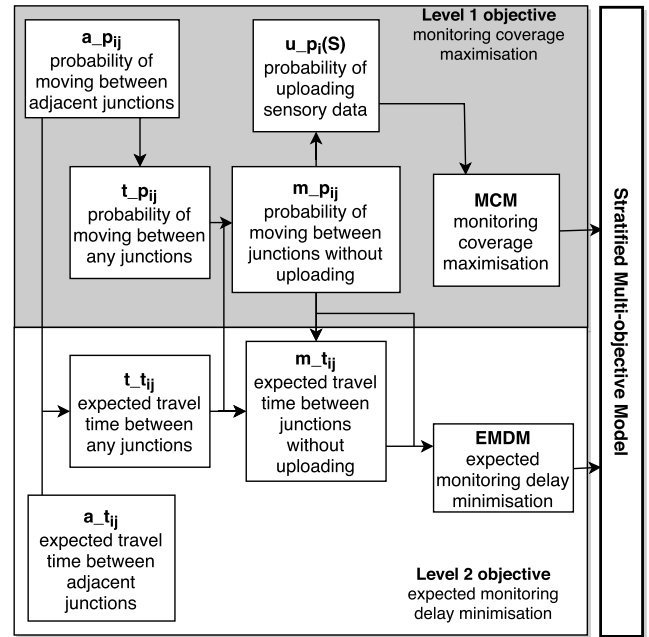 Level 1 objective
monitoring coverage
maximisation
a_pij
probability of
moving between
adjacent junctions
u_pi(S)
probability of
uploading
sensory data
t_pij
probability of
moving between
any junctions
m_pij
probability of
moving between
junctions without
uploading
MCM
monitoring
coverage
maximisation
Stratified Multi-objective Model
t_tij
expected travel
time between
any junctions
m_tij
expected travel
time between
junctions
without
uploading
EMDM
expected
monitoring delay
minimisation
a_tij
expected travel
time between
adjacent
junctions
Level 2 objective
expected monitoring
delay minimisation